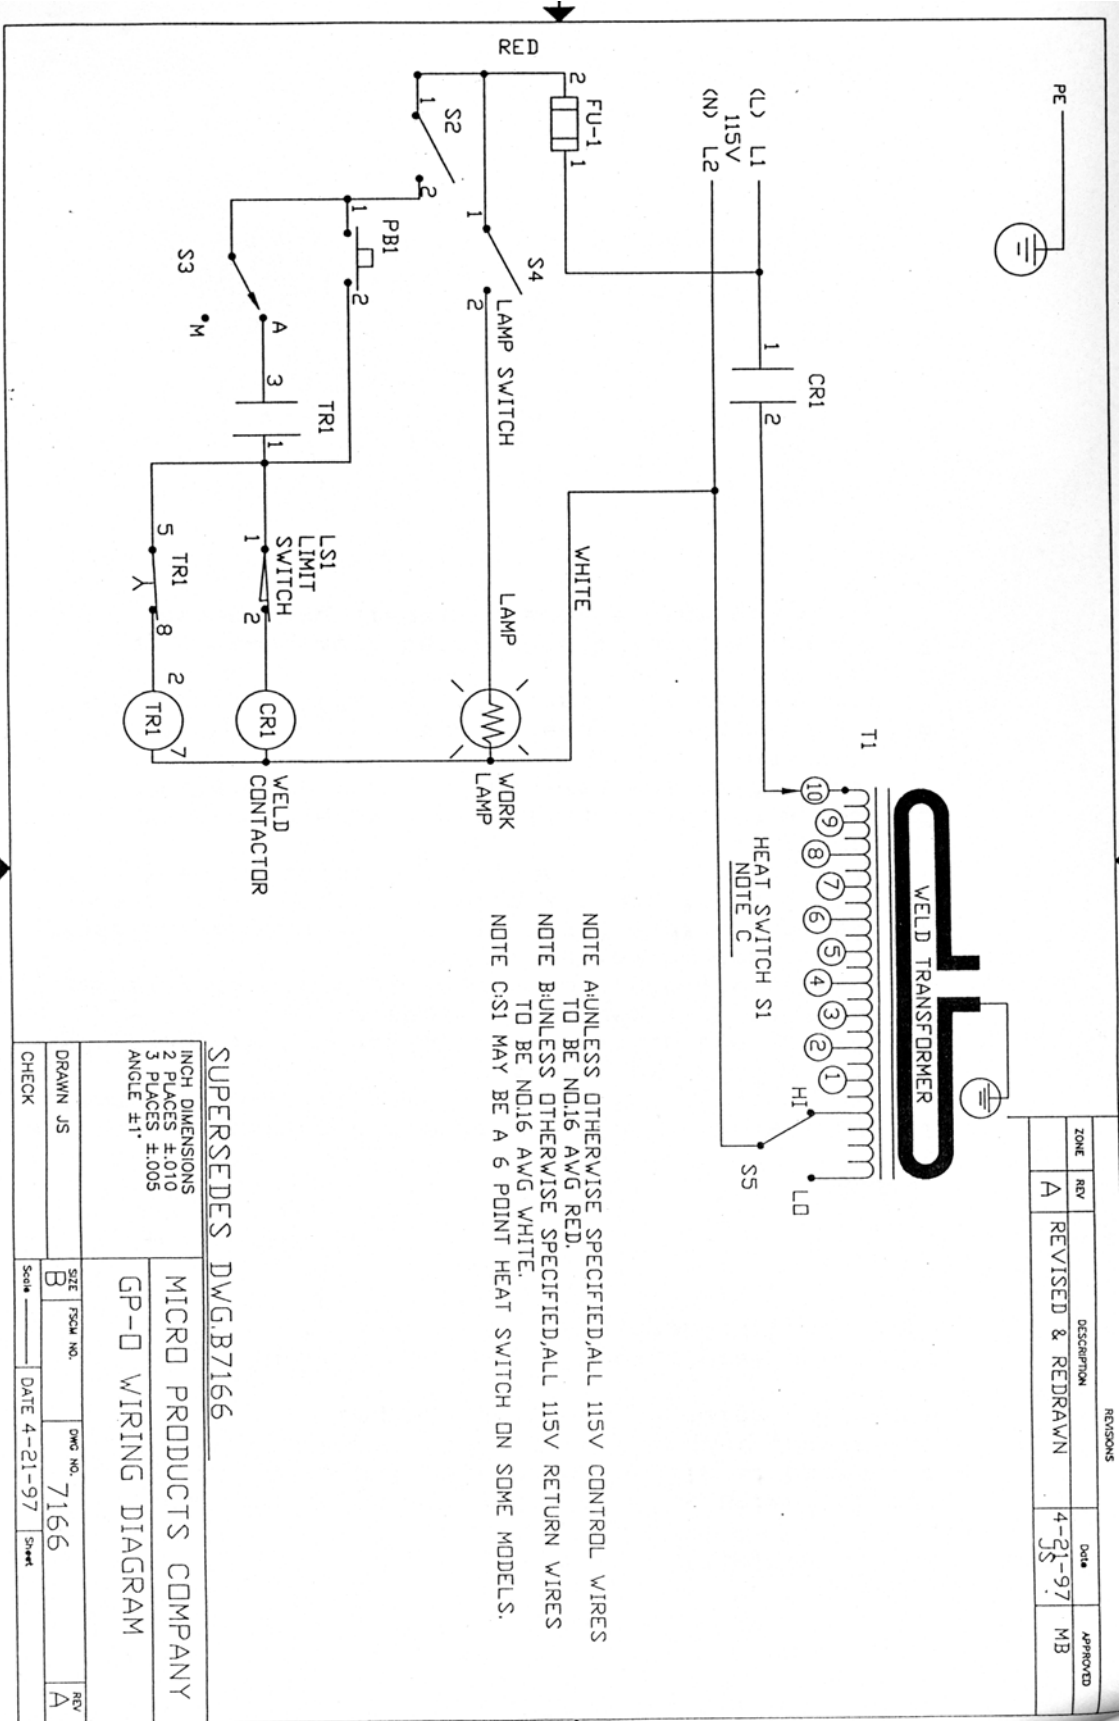 PE
(L) L1
115V
(N) L2
RED
2
FU-1
1
1
S2
2
1
S4
2
LAMP SWITCH
LAMP
WORK
LAMP
WHITE
1
PB1
2
S3
A
M
3
TR1
1
LS1
LIMIT
SWITCH
1
2
CR1
WELD
CONTACTOR
5
TR1
8
2
TR1
7
1
CR1
2
T1
10
9
8
7
6
5
4
3
2
1
HI
LO
S5
HEAT SWITCH S1
NOTE C
WELD TRANSFORMER
NOTE A:UNLESS OTHERWISE SPECIFIED,ALL 115V CONTROL WIRES
TO BE NO.16 AWG RED.
NOTE B:UNLESS OTHERWISE SPECIFIED,ALL 115V RETURN WIRES
TO BE NO.16 AWG WHITE.
NOTE C:S1 MAY BE A 6 POINT HEAT SWITCH ON SOME MODELS.
REVISIONS
ZONE REV DESCRIPTION Date APPROVED
A REVISED & REDRAWN 4-21-97 MB
JS
SUPERSEDES DWG.B7166
INCH DIMENSIONS
2 PLACES ±.010
3 PLACES ±.005
ANGLE ±1°
MICRO PRODUCTS COMPANY
GP-O WIRING DIAGRAM
DRAWN JS
CHECK
SIZE FSCM NO. DWG NO. REV
B 7166 A
Scale DATE 4-21-97 Sheet